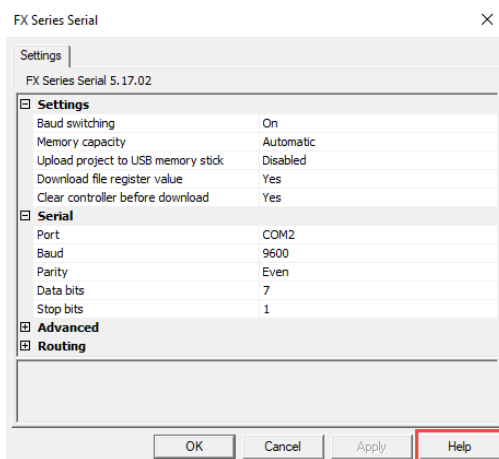 FX Series Serial
Settings
FX Series Serial 5.17.02
Settings
Baud switching On
Memory capacity Automatic
Upload project to USB memory stick Disabled
Download file register value Yes
Clear controller before download Yes
Serial
Port COM2
Baud 9600
Parity Even
Data bits 7
Stop bits 1
Advanced
Routing
OK Cancel Apply Help